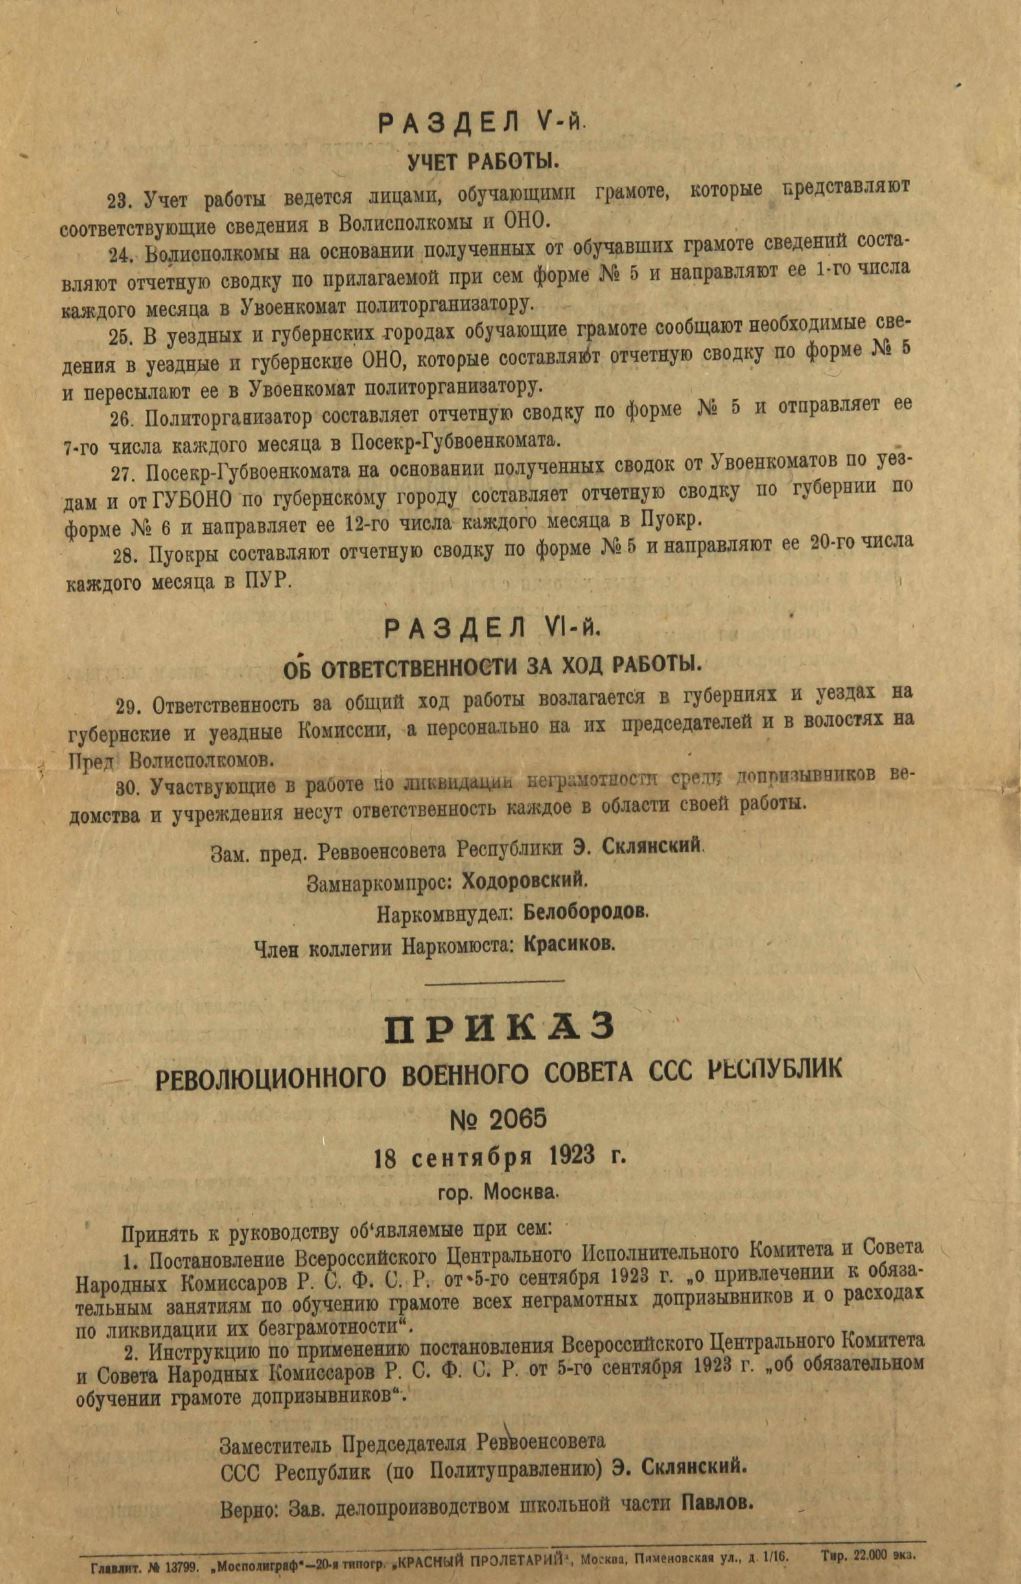 РАЗДЕЛ V-й.
УЧЕТ РАБОТЫ.
23. Учет работы ведется лицами, обучающими грамоте, которые представляют
соответствующие сведения в Волисполкомы и ОНО.
24. Волисполкомы на основании полученных от обучавших грамоте сведений соста-
вляют отчетную сводку по прилагаемой при сем форме № 5 и направляют ее 1-го числа
каждого месяца в Увоенкомат политорганизатору.
25. В уездных и губернских городах обучающие грамоте сообщают необходимые све-
дения в уездные и губернские ОНО, которые составляют отчетную сводку по форме № 5
и пересылают ее в Увоенкомат политорганизатору.
26. Политорганизатор составляет отчетную сводку по форме № 5 и отправляет ее
7-го числа каждого месяца в Посекр-Губвоенкомата.
27. Посекр-Губвоенкомата на основании полученных сводок от Увоенкоматов по уез-
дам и от ГУБОНО по губернскому городу составляет отчетную сводку по губернии по
форме № 6 и направляет ее 12-го числа каждого месяца в Пуокр.
28. Пуокры составляют отчетную сводку по форме № 5 и направляют ее 20-го числа
каждого месяца в ПУР.
РАЗДЕЛ VI-й.
ОБ ОТВЕТСТВЕННОСТИ ЗА ХОД РАБОТЫ.
29. Ответственность за общий ход работы возлагается в губерниях и уездах на
губернские и уездные Комиссии, а персонально на их председателей и в волостях на
Пред Волисполкомов.
30. Участвующие в работе по ликвидации неграмотности среди допризывников ве-
домства и учреждения несут ответственность каждое в области своей работы.
Зам. пред. Реввоенсовета Республики Э. Склянский.
Замнаркомпрос: Ходоровский.
Наркомвнудел: Белобородов.
Член коллегии Наркомюста: Красиков.
ПРИКАЗ
РЕВОЛЮЦИОННОГО ВОЕННОГО СОВЕТА ССС РЕСПУБЛИК
№ 2065
18 сентября 1923 г.
гор. Москва.
Принять к руководству об‘являемые при сем:
1. Постановление Всероссийского Центрального Исполнительного Комитета и Совета
Народных Комиссаров Р. С. Ф. С. Р. от 5-го сентября 1923 г. „о привлечении к обяза-
тельным занятиям по обучению грамоте всех неграмотных допризывников и о расходах
по ликвидации их безграмотности“.
2. Инструкцию по применению постановления Всероссийского Центрального Комитета
и Совета Народных Комиссаров Р. С. Ф. С. Р. от 5-го сентября 1923 г. „об обязательном
обучении грамоте допризывников“.
Заместитель Председателя Реввоенсовета
ССС Республик (по Политуправлению) Э. Склянский.
Верно: Зав. делопроизводством школьной части Павлов.
Главлит. № 13799. „Мосполиграф“—20-я типогр. „КРАСНЫЙ ПРОЛЕТАРИЙ“, Москва, Пименовская ул., д. 1/16. Тир. 22.000 экз.